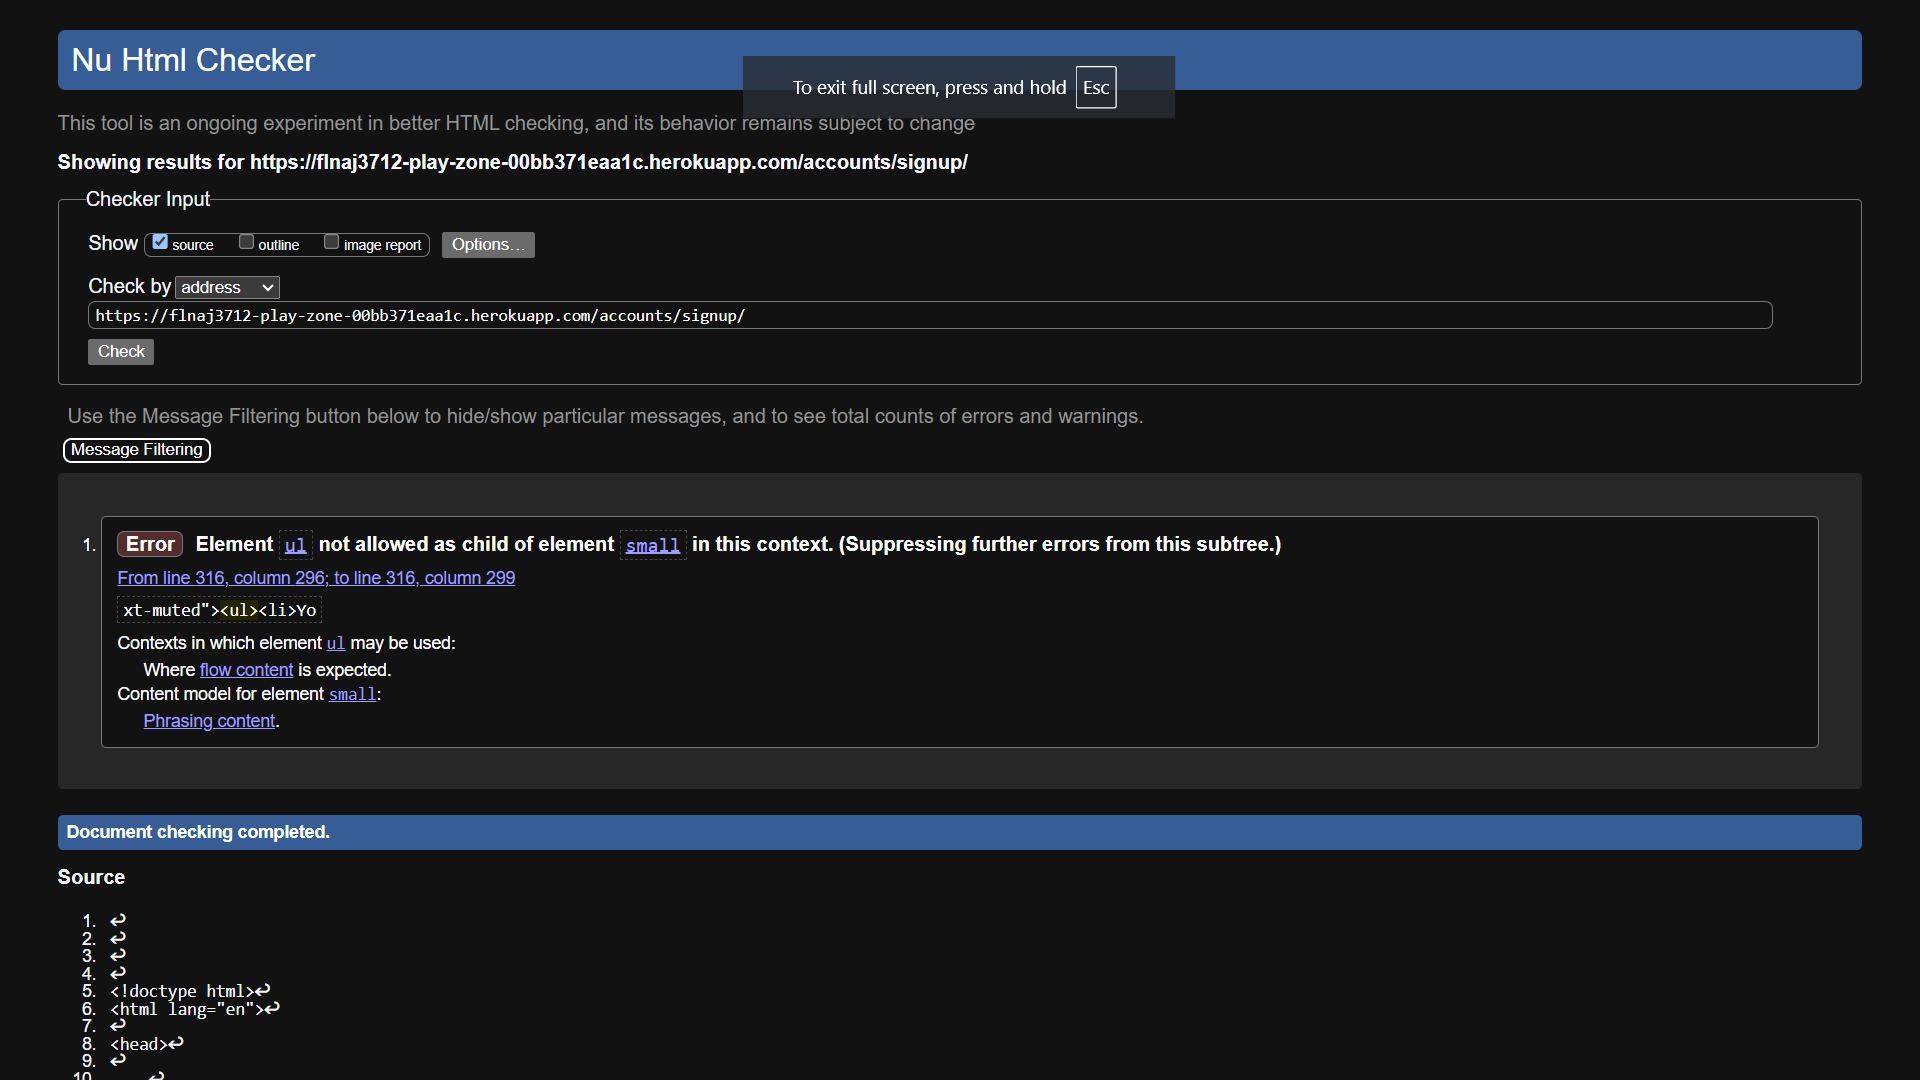 Nu Html Checker
To exit full screen, press and hold Esc
This tool is an ongoing experiment in better HTML checking, and its behavior remains subject to change
Showing results for https://flnaj3712-play-zone-00bb371eaa1c.herokuapp.com/accounts/signup/
Checker Input
Show source outline image report Options...
Check by address
https://flnaj3712-play-zone-00bb371eaa1c.herokuapp.com/accounts/signup/
Check
Use the Message Filtering button below to hide/show particular messages, and to see total counts of errors and warnings.
Message Filtering
1. Error Element ul not allowed as child of element small in this context. (Suppressing further errors from this subtree.)
From line 316, column 296; to line 316, column 299
xt-muted"><ul><li>Yo
Contexts in which element ul may be used:
Where flow content is expected.
Content model for element small:
Phrasing content.
Document checking completed.
Source
1. ↩
2. ↩
3. ↩
4. ↩
5. <!doctype html>↩
6. <html lang="en">↩
7. ↩
8. <head>↩
9. ↩
10. ↩